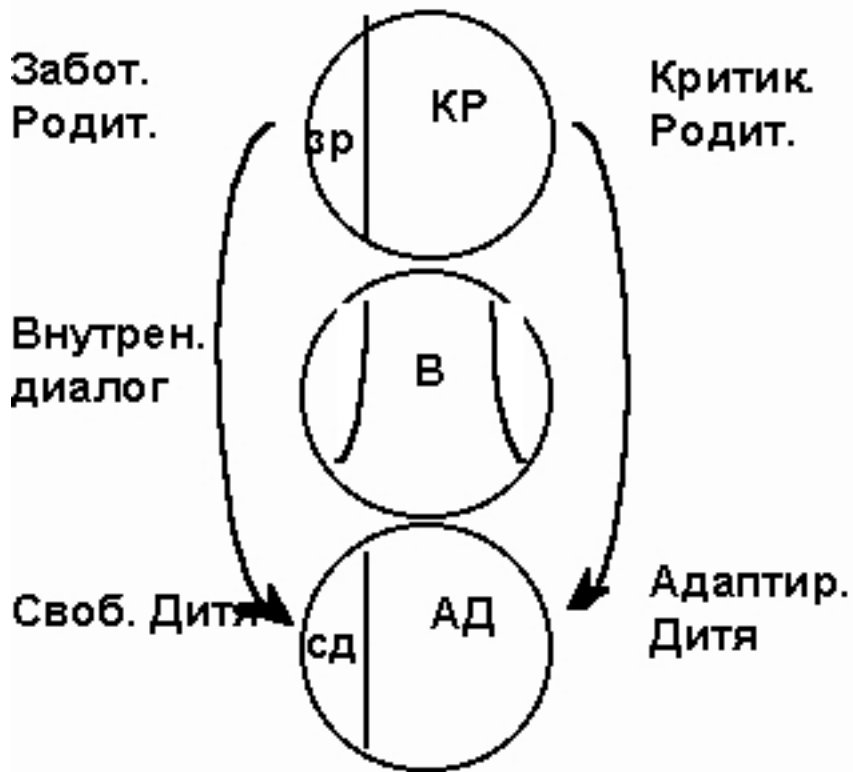 Забот.
Родит.
зр
КР
Критик.
Родит.
Внутрен.
диалог
В
Своб. Дитя
сд
АД
Адаптир.
Дитя